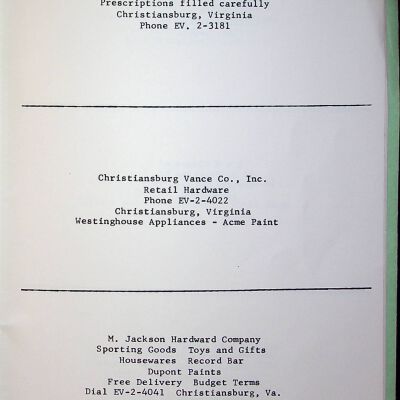 Prescriptions filled carefully
Christiansburg, Virginia
Phone EV. 2-3181
Christiansburg Vance Co., Inc.
Retail Hardware
Phone EV-2-4022
Christiansburg, Virginia
Westinghouse Appliances - Acme Paint
M. Jackson Hardward Company
Sporting Goods Toys and Gifts
Housewares Record Bar
Dupont Paints
Free Delivery Budget Terms
Dial EV-2-4041 Christiansburg, Va.